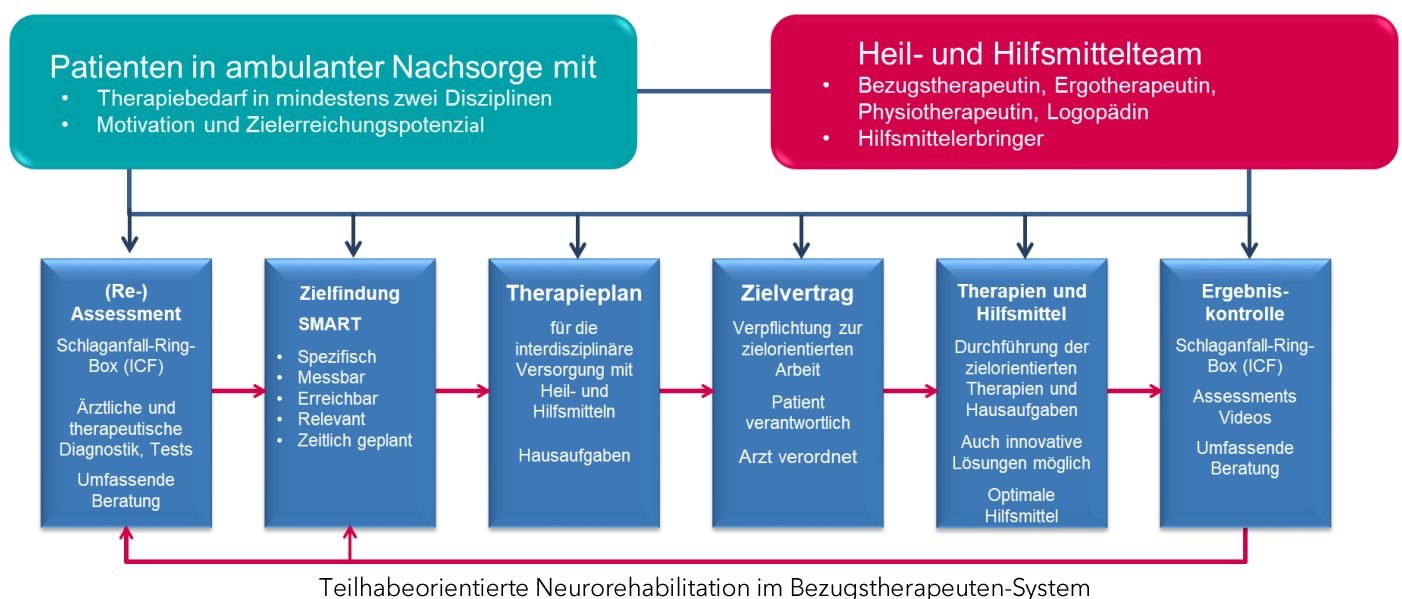 Patienten in ambulanter Nachsorge mit
• Therapiebedarf in mindestens zwei Disziplinen
• Motivation und Zielerreichungspotenzial
Heil- und Hilfsmittelteam
• Bezugstherapeutin, Ergotherapeutin,
Physiotherapeutin, Logopädin
• Hilfsmittelerbringer
(Re-)
Assessment
Schlaganfall-Ring-
Box (ICF)
Ärztliche und
therapeutische
Diagnostik, Tests
Umfassende
Beratung
Zielfindung
SMART
• Spezifisch
• Messbar
• Erreichbar
• Relevant
• Zeitlich geplant
Therapieplan
für die
interdisziplinäre
Versorgung mit
Heil- und
Hilfsmitteln
Hausaufgaben
Zielvertrag
Verpflichtung zur
zielorientierten
Arbeit
Patient
verantwortlich
Arzt verordnet
Therapien und
Hilfsmittel
Durchführung der
zielorientierten
Therapien und
Hausaufgaben
Auch innovative
Lösungen möglich
Optimale
Hilfsmittel
Ergebnis-
kontrolle
Schlaganfall-Ring-
Box (ICF)
Assessments
Videos
Umfassende
Beratung
Teilhabeorientierte Neurorehabilitation im Bezugstherapeuten-System